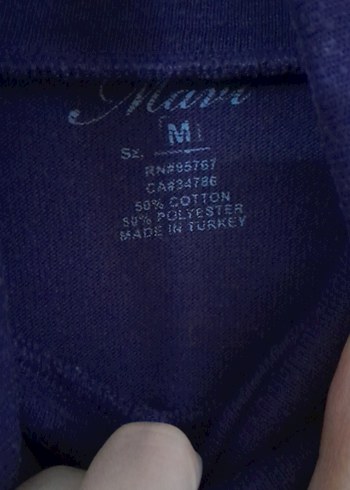 Mavi
M
Sz.
RN#95767
CA#34786
50% COTTON
50% POLYESTER
MADE IN TURKEY